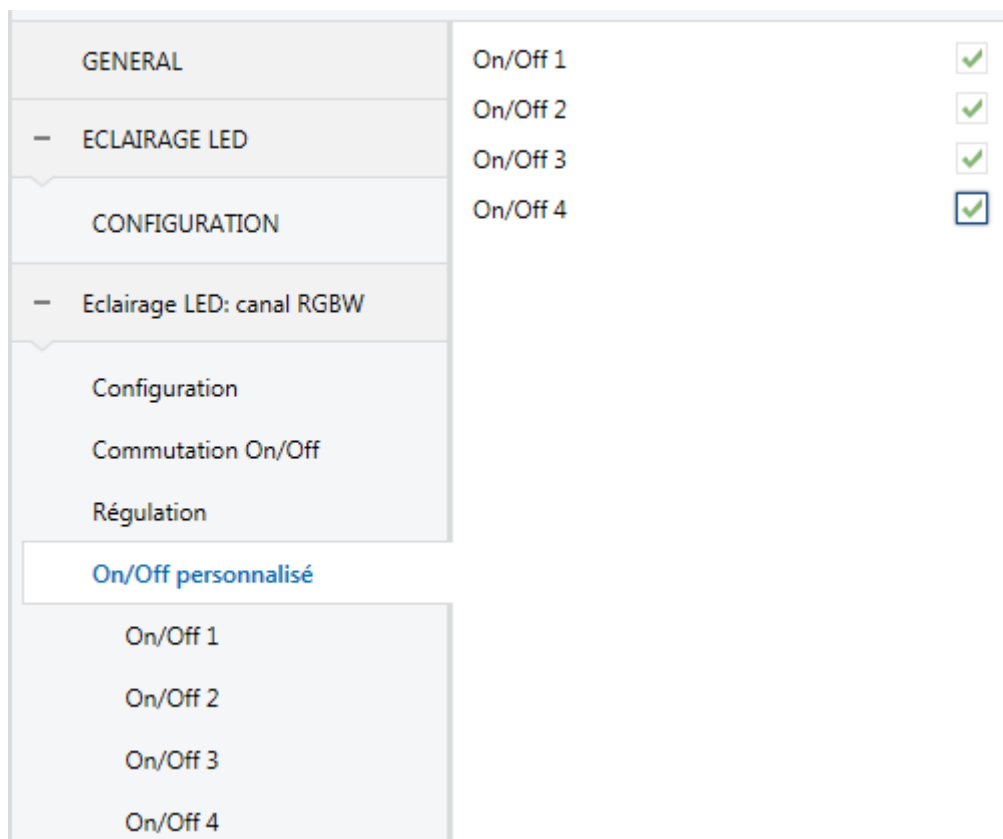 GENERAL
ECLAIRAGE LED
CONFIGURATION
Eclairage LED: canal RGBW
Configuration
Commutation On/Off
Régulation
On/Off personnalisé
On/Off 1
On/Off 2
On/Off 3
On/Off 4
On/Off 1
On/Off 2
On/Off 3
On/Off 4